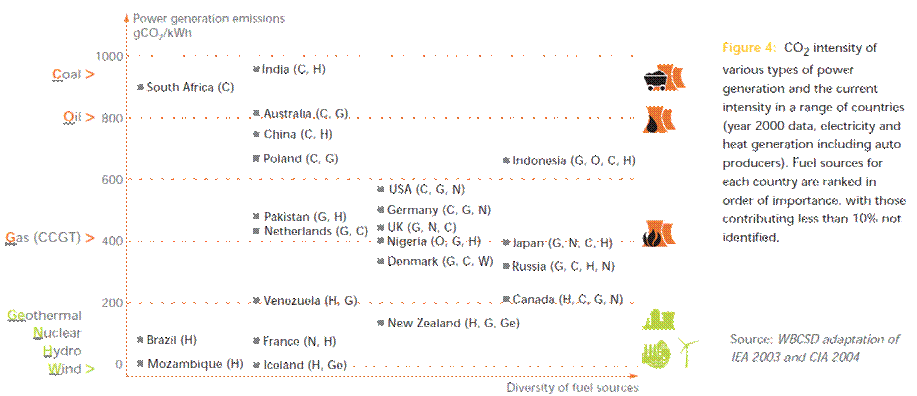 Power generation emissions
gCO2/kWh
1000
Coal >
India (C, H)
South Africa (C)
Oil >
800
Australia (C, G)
China (C, H)
Poland (C, G)
Indonesia (G, O, C, H)
600
USA (C, G, N)
Germany (C, G, N)
Pakistan (G, H)
Netherlands (G, C)
UK (G, N, C)
Gas (CCGT) >
400
Nigeria (O, G, H)
Japan (G, N, C, H)
Denmark (G, C, W)
Russia (G, C, H, N)
200
Venezuela (H, G)
Canada (H, C, G, N)
Geothermal
New Zealand (H, G, Ge)
Nuclear
Brazil (H)
France (N, H)
Hydro
Wind >
0
Mozambique (H)
Iceland (H, Ge)
Diversity of fuel sources
Figure 4: CO2 intensity of
various types of power
generation and the current
intensity in a range of countries
(year 2000 data, electricity and
heat generation including auto
producers). Fuel sources for
each country are ranked in
order of importance, with those
contributing less than 10% not
identified.
Source: WBCSD adaptation of
IEA 2003 and CIA 2004